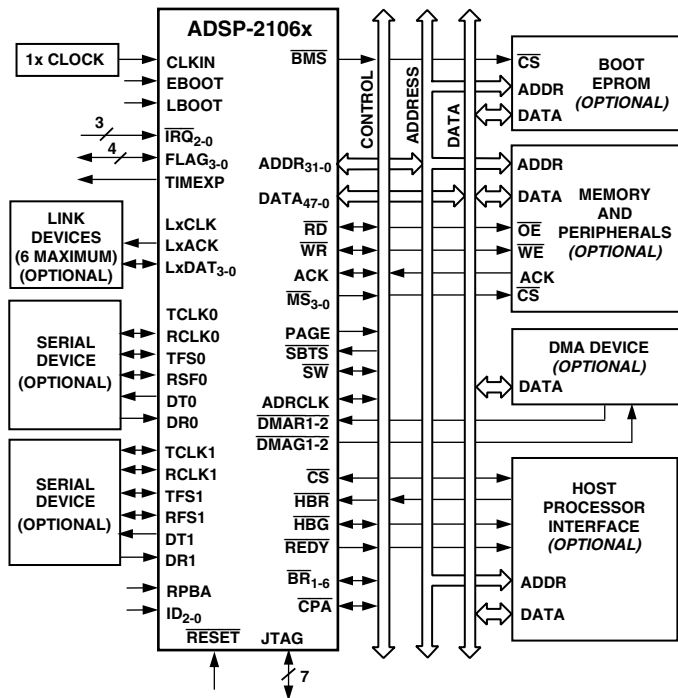 ADSP-2106x
1x CLOCK
CLKIN
EBOOT
LBOOT
3
IRQ2-0
4
FLAG3-0
TIMEXP
LINK
DEVICES
(6 MAXIMUM)
(OPTIONAL)
LxCLK
LxACK
LxDAT3-0
SERIAL
DEVICE
(OPTIONAL)
TCLK0
RCLK0
TFS0
RSF0
DT0
DR0
SERIAL
DEVICE
(OPTIONAL)
TCLK1
RCLK1
TFS1
RFS1
DT1
DR1
RPBA
ID2-0
RESET
JTAG
7
BMS
ADDR31-0
DATA47-0
RD
WR
ACK
MS3-0
PAGE
SBTS
SW
ADRCLK
DMAR1-2
DMAG1-2
CS
HBR
HBG
REDY
BR1-6
CPA
CONTROL
ADDRESS
DATA
CS
ADDR
DATA
BOOT
EPROM
(OPTIONAL)
ADDR
DATA
OE
WE
ACK
CS
MEMORY
AND
PERIPHERALS
(OPTIONAL)
DMA DEVICE
(OPTIONAL)
DATA
HOST
PROCESSOR
INTERFACE
(OPTIONAL)
ADDR
DATA